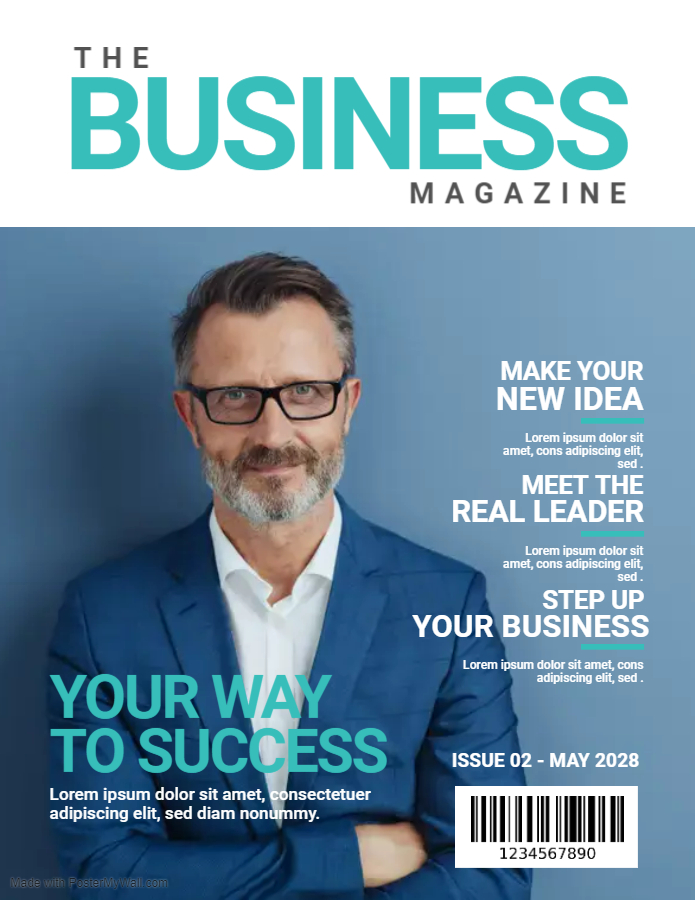 THE
BUSINESS
MAGAZINE
MAKE YOUR
NEW IDEA
Lorem ipsum dolor sit
amet, cons adipiscing elit,
sed .
MEET THE
REAL LEADER
Lorem ipsum dolor sit
amet, cons adipiscing elit,
sed .
STEP UP
YOUR BUSINESS
Lorem ipsum dolor sit amet, cons
adipiscing elit, sed .
YOUR WAY
TO SUCCESS
Lorem ipsum dolor sit amet, consectetuer
adipiscing elit, sed diam nonummy.
ISSUE 02 - MAY 2028
1234567890
Made with PosterMyWall.com